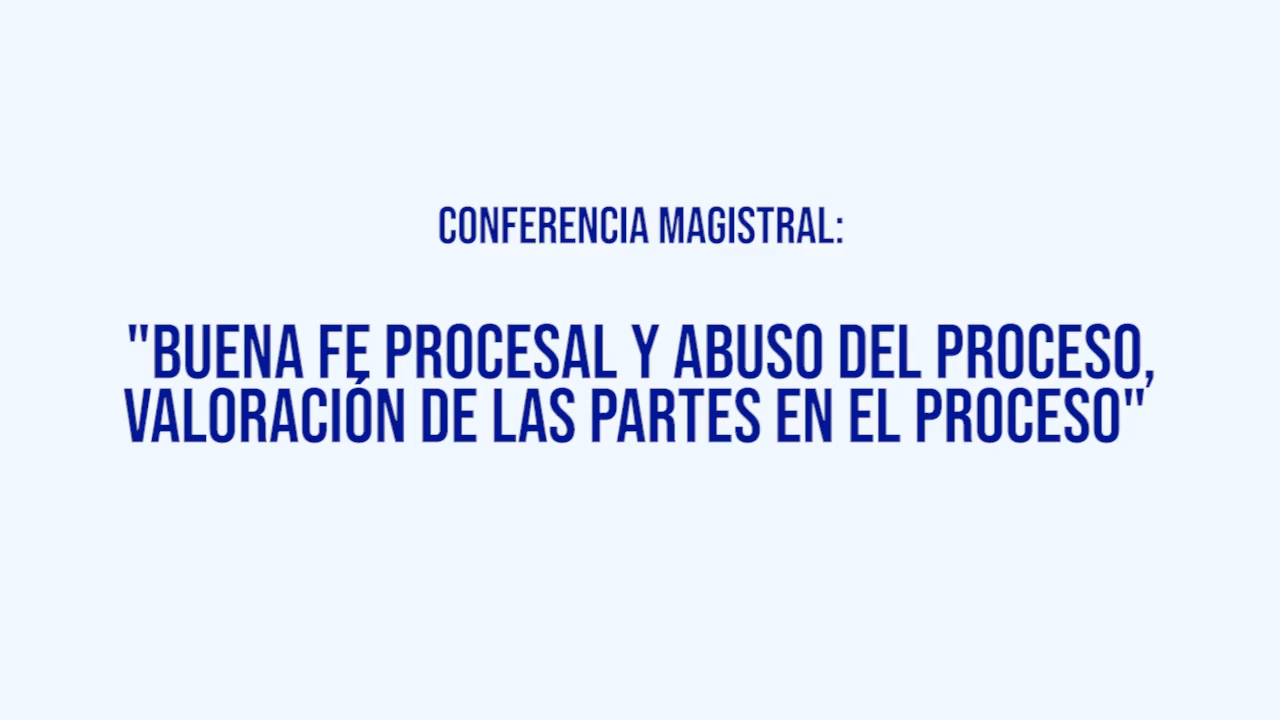 CONFERENCIA MAGISTRAL:
"BUENA FE PROCESAL Y ABUSO DEL PROCESO,
VALORACIÓN DE LAS PARTES EN EL PROCESO"